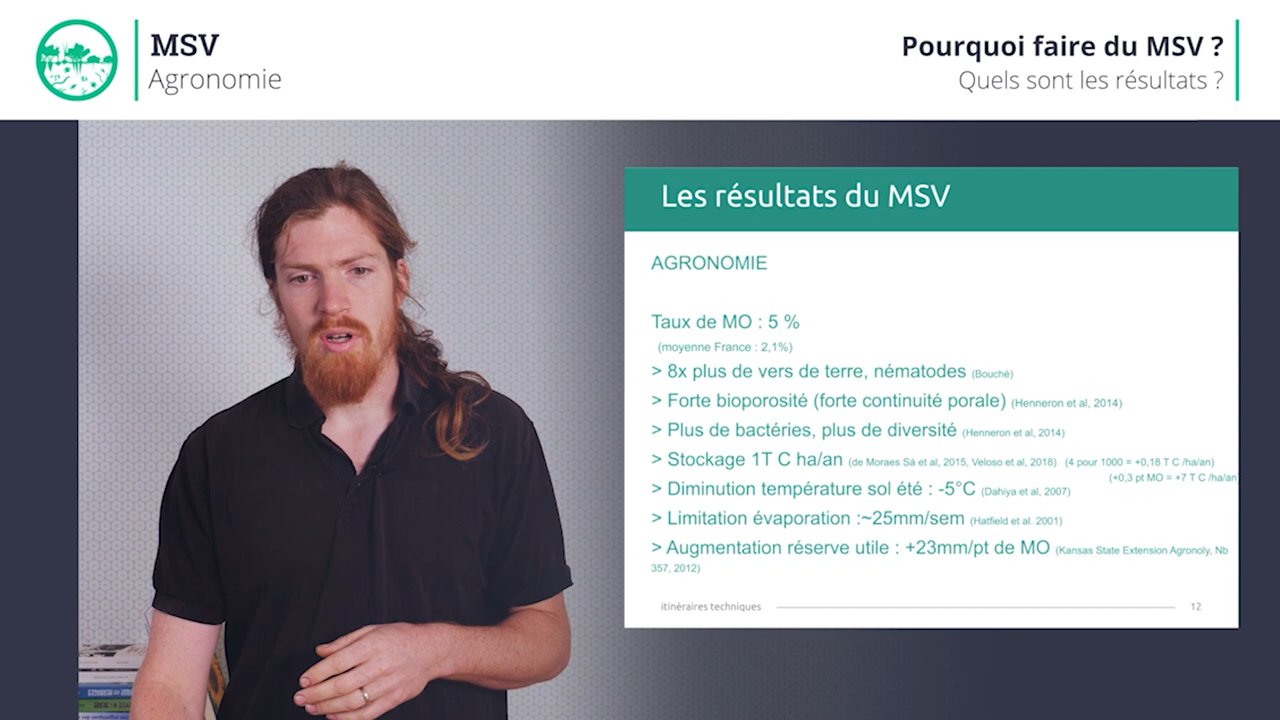 MSV
Agronomie
Pourquoi faire du MSV ?
Quels sont les résultats ?
Les résultats du MSV
AGRONOMIE
Taux de MO : 5 %
(moyenne France : 2,1%)
> 8x plus de vers de terre, nématodes (Bouché)
> Forte bioporosité (forte continuité porale) (Henneron et al, 2014)
> Plus de bactéries, plus de diversité (Henneron et al, 2014)
> Stockage 1T C ha/an (de Moraes Sà et al, 2015, Veloso et al, 2018) (4 pour 1000 = +0,18 T C /ha/an)
(+0,3 pt MO = +7 T C /ha/an
> Diminution température sol été : -5°C (Dahiya et al, 2007)
> Limitation évaporation :~25mm/sem (Hatfield et al. 2001)
> Augmentation réserve utile : +23mm/pt de MO (Kansas State Extension Agronoly, Nb
357, 2012)
itinéraires techniques 12